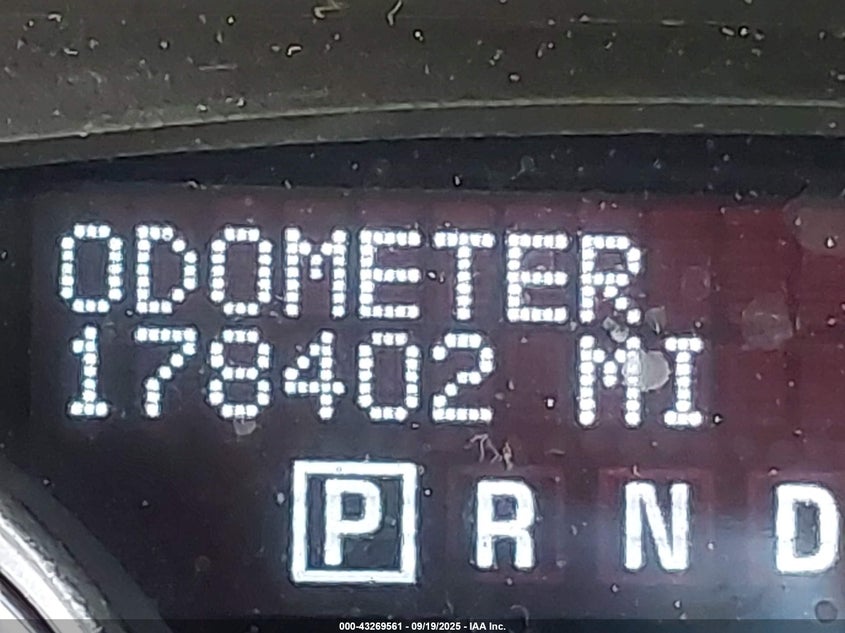 ODOMETER
178402 MI
P R N D
000-43269561 - 09/19/2025 - IAA Inc.